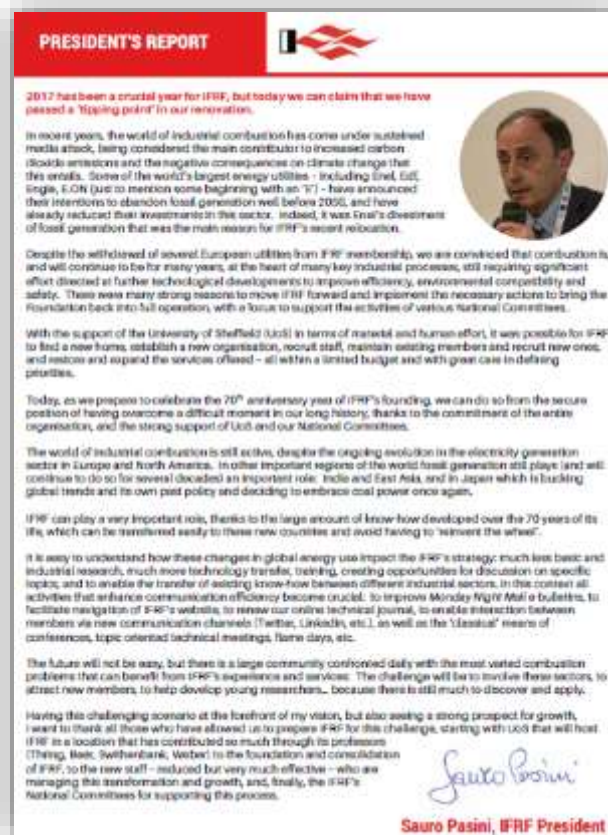 PRESIDENT'S REPORT
2017 has been a crucial year for IFRF, but today we can claim that we have
passed a 'tipping point' in our renovation.
In recent years, the world of industrial combustion has come under sustained
media attack, being considered the main contributor to increased carbon
dioxide emissions and the negative consequences on climate change that
this entails. Some of the world's largest energy utilities - including Enel, Edf,
Engie, E.ON (just to mention some beginning with an "E") - have announced
their intentions to abandon fossil generation well before 2050, and have
already reduced their investments in this sector. Indeed, it was Enel's divestment
of fossil generation that was the main reason for IFRF's recent relocation.
Despite the withdrawal of several European utilities from IFRF membership, we are convinced that combustion is,
and will continue to be for many years, at the heart of many key industrial processes, still requiring significant
effort directed at further technological developments to improve efficiency, environmental compatibility and
safety. There were many strong reasons to move IFRF forward and implement the necessary actions to bring the
Foundation back into full operation, with a focus to support the activities of various National Committees.
With the support of the University of Sheffield (UoS) in terms of material and human effort, it was possible for IFRF
to find a new home, establish a new organisation, recruit staff, maintain existing members and recruit new ones,
and restore and expand the services offered – all within a limited budget and with great care in defining
priorities.
Today, as we prepare to celebrate the 70th anniversary year of IFRF's founding, we can do so from the secure
position of having overcome a difficult moment in our long history, thanks to the commitment of the entire
organisation, and the strong support of UoS and our National Committees.
The world of industrial combustion is still active, despite the ongoing evolution in the electricity generation
sector in Europe and North America. In other important regions of the world fossil generation still plays (and will
continue to do so for several decades) an important role: India and East Asia, and in Japan which is bucking
global trends and its own past policy and deciding to embrace coal power once again.
IFRF can play a very important role, thanks to the large amount of know-how developed over the 70 years of its
life, which can be transferred easily to these new countries and avoid having to "reinvent the wheel".
It is easy to understand how these changes in global energy use impact the IFRF's strategy: much less basic and
industrial research, much more technology transfer, training, creating opportunities for discussion on specific
topics, and to enable the transfer of existing know-how between different industrial sectors. In this context all
activities that enhance communication efficiency become crucial: to improve Monday Night Mail e-bulletins, to
facilitate navigation of IFRF's website, to renew our online technical journal, to enable interaction between
members via new communication channels (Twitter, LinkedIn, etc.), as well as the 'classical' means of
conferences, topic oriented technical meetings, flame days, etc.
The future will not be easy, but there is a large community confronted daily with the most varied combustion
problems that can benefit from IFRF's experience and services. The challenge will be to involve these sectors, to
attract new members, to help develop young researchers... because there is still much to discover and apply.
Having this challenging scenario at the forefront of my vision, but also seeing a strong prospect for growth,
I want to thank all those who have allowed us to prepare IFRF for this challenge, starting with UoS that will host
IFRF in a location that has contributed so much through its professors
(Thring, Beér, Swithenbank, Weber) to the foundation and consolidation
of IFRF, to the new staff - reduced but very much effective - who are
managing this transformation and growth, and, finally, the IFRF's
National Committees for supporting this process.
Sauro Pasini
Sauro Pasini, IFRF President